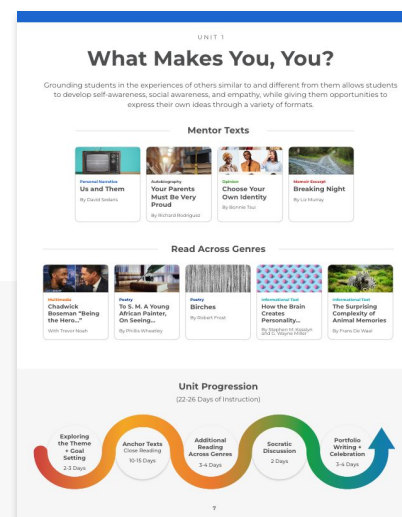 UNIT 1
What Makes You, You?
Grounding students in the experiences of others similar to and different from them allows students
to develop self-awareness, social awareness, and empathy, while giving them opportunities to
express their own ideas through a variety of formats.
Mentor Texts
Personal Narrative
Us and Them
By David Sedaris
Autobiography
Your Parents
Must Be Very
Proud
By Richard Rodriguez
Opinion
Choose Your
Own Identity
By Bonnie Tsui
Memoir Excerpt
Breaking Night
By Liz Murray
Read Across Genres
Multimedia
Chadwick
Boseman "Being
the Hero..."
With Trevor Noah
Poetry
To S. M. A Young
African Painter,
On Seeing...
By Phillis Wheatley
Poetry
Birches
By Robert Frost
Informational Text
How the Brain
Creates
Personality...
By Stephen M. Kosslyn
and G. Wayne Miller
Informational Text
The Surprising
Complexity of
Animal Memories
By Frans De Waal
Unit Progression
(22-26 Days of Instruction)
Exploring
the Theme
+ Goal
Setting
2-3 Days
Anchor Texts
Close Reading
10-15 Days
Additional
Reading
Across Genres
3-4 Days
Socratic
Discussion
2 Days
Portfolio
Writing +
Celebration
3-4 Days
7